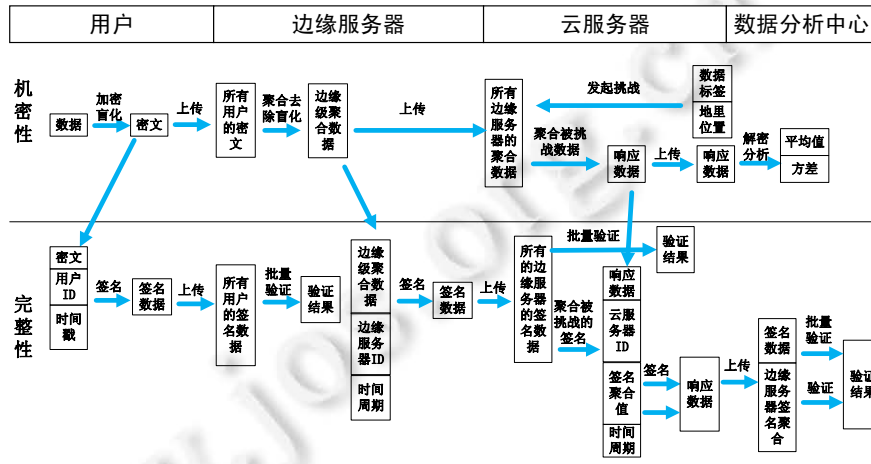 用户
边缘服务器
云服务器
数据分析中心
机密性
数据
加密
盲化
密文
上传
所有
用户
的密
文
聚合去
除盲化
边缘
级聚
合数
据
上传
所有
边缘
服务
器的
聚合
数据
发起挑战
数据
标签
地里
位置
聚合被挑
战数据
响应
数据
上传
响应
数据
解密
分析
平均值
方差
完整性
密文
用户
ID
时间
戳
签名
签名
数据
上传
所有
用户
的签
名数
据
批量
验证
验证
结果
边缘
级聚
合数
据
边缘
服务
器ID
时间
周期
签名
签名
数据
上传
所有
的边
缘服
务器
的签
名数
据
批量验证
验证
结果
聚合被
挑战的
签名
响应
数据
云服
务器
ID
签名
聚合
值
时间
周期
签名
响应
数据
上传
签名
数据
边缘
服务
器签
名聚
合
批量
验证
验证
验证
结果
www.jos.org.cn